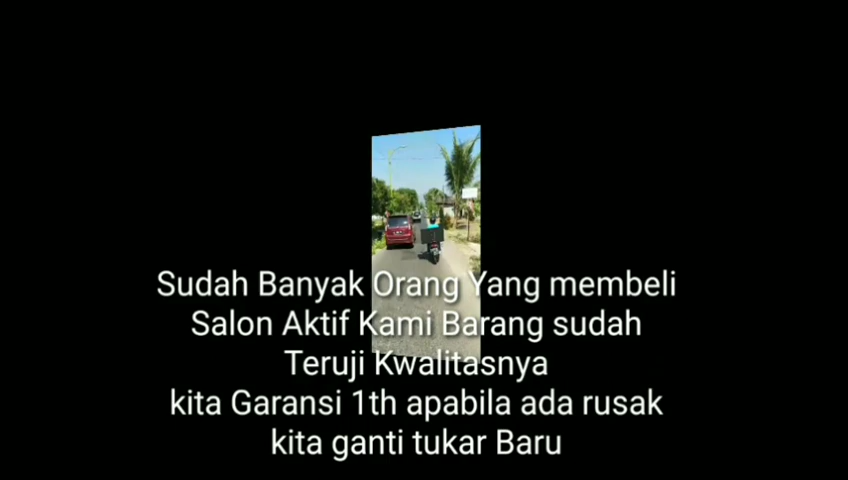 Sudah Banyak Orang Yang membeli
Salon Aktif Kami Barang sudah
Teruji Kwalitasnya
kita Garansi 1th apabila ada rusak
kita ganti tukar Baru